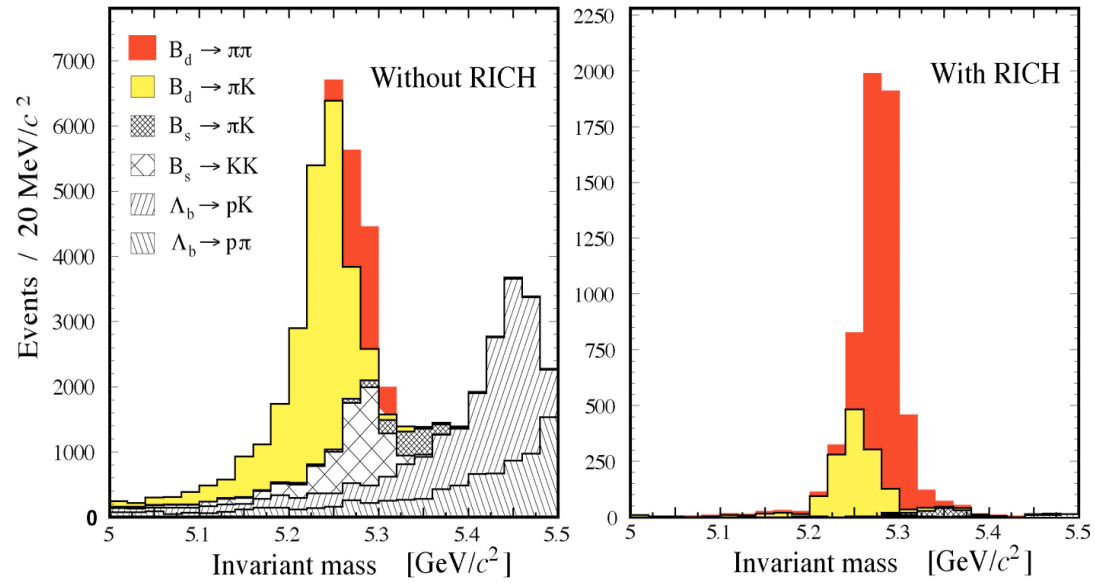 Events / 20 MeV/c²
7000
6000
5000
4000
3000
2000
1000
0
B_d → ππ
B_d → πK
B_s → πK
B_s → KK
Λ_b → pK
Λ_b → pπ
Without RICH
5 5.1 5.2 5.3 5.4 5.5
Invariant mass [GeV/c²]
2250
2000
1750
1500
1250
1000
750
500
250
0
With RICH
5 5.1 5.2 5.3 5.4 5.5
Invariant mass [GeV/c²]